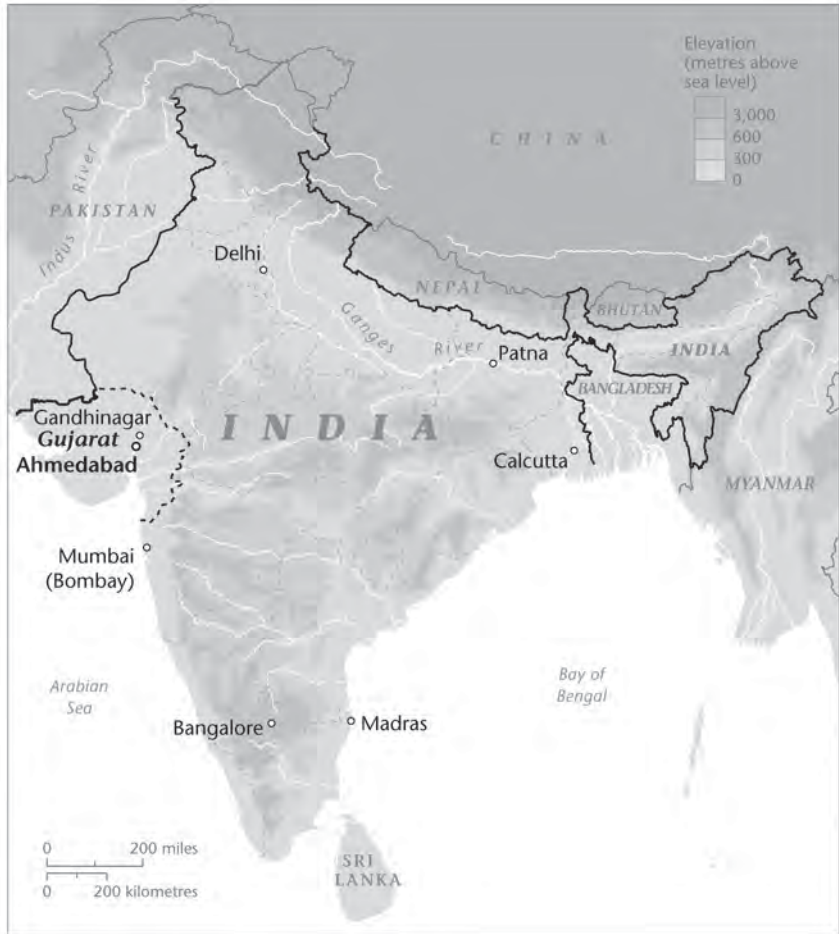 Elevation
(metres above
sea level)
3,000
600
300
0
CHINA
PAKISTAN
Indus River
Delhi
NEPAL
BHUTAN
Ganges River
Patna
INDIA
BANGLADESH
Gandhinagar
Gujarat
Ahmedabad
INDIA
Calcutta
MYANMAR
Mumbai
(Bombay)
Arabian
Sea
Bay of
Bengal
Bangalore
Madras
0 200 miles
0 200 kilometres
SRI
LANKA